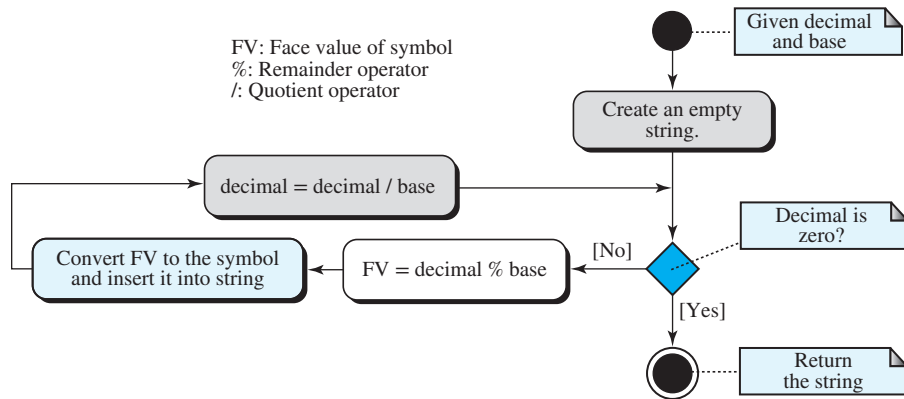 Given decimal
and base
FV: Face value of symbol
%: Remainder operator
/: Quotient operator
Create an empty
string.
decimal = decimal / base
Decimal is
zero?
[No]
Convert FV to the symbol
and insert it into string
FV = decimal % base
[Yes]
Return
the string